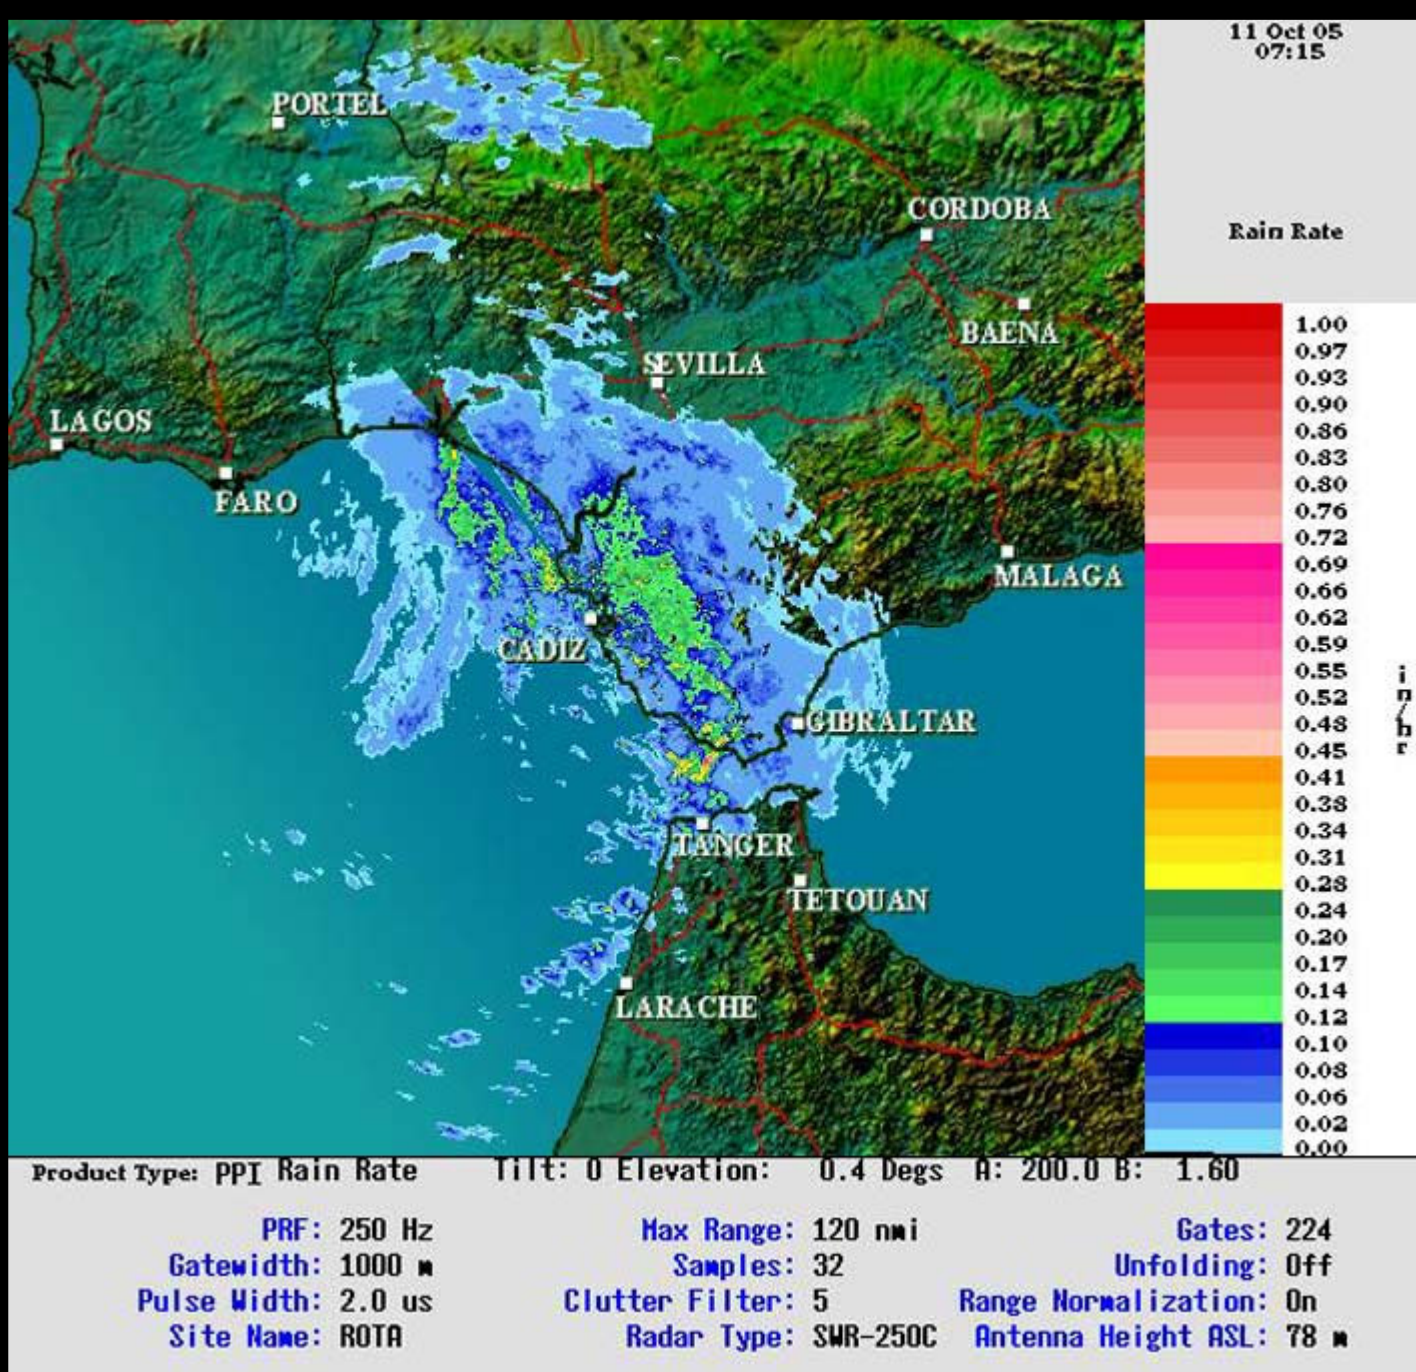 11 Oct 05
07:15
Rain Rate
PORTEL
CORDOBA
BAENA
SEVILLA
LAGOS
FARO
MALAGA
CADIZ
GIBRALTAR
TANGER
TETOUAN
LARACHE
1.00
0.97
0.93
0.90
0.86
0.83
0.80
0.76
0.72
0.69
0.66
0.62
0.59
0.55
0.52
0.48
0.45
0.41
0.38
0.34
0.31
0.28
0.24
0.20
0.17
0.14
0.12
0.10
0.08
0.06
0.02
0.00
in/hr
Product Type: PPI Rain Rate Tilt: 0 Elevation: 0.4 Degs A: 200.0 B: 1.60
PRF: 250 Hz Max Range: 120 nmi Gates: 224
Gatewidth: 1000 m Samples: 32 Unfolding: Off
Pulse Width: 2.0 us Clutter Filter: 5 Range Normalization: On
Site Name: ROTA Radar Type: SWR-250C Antenna Height ASL: 78 m